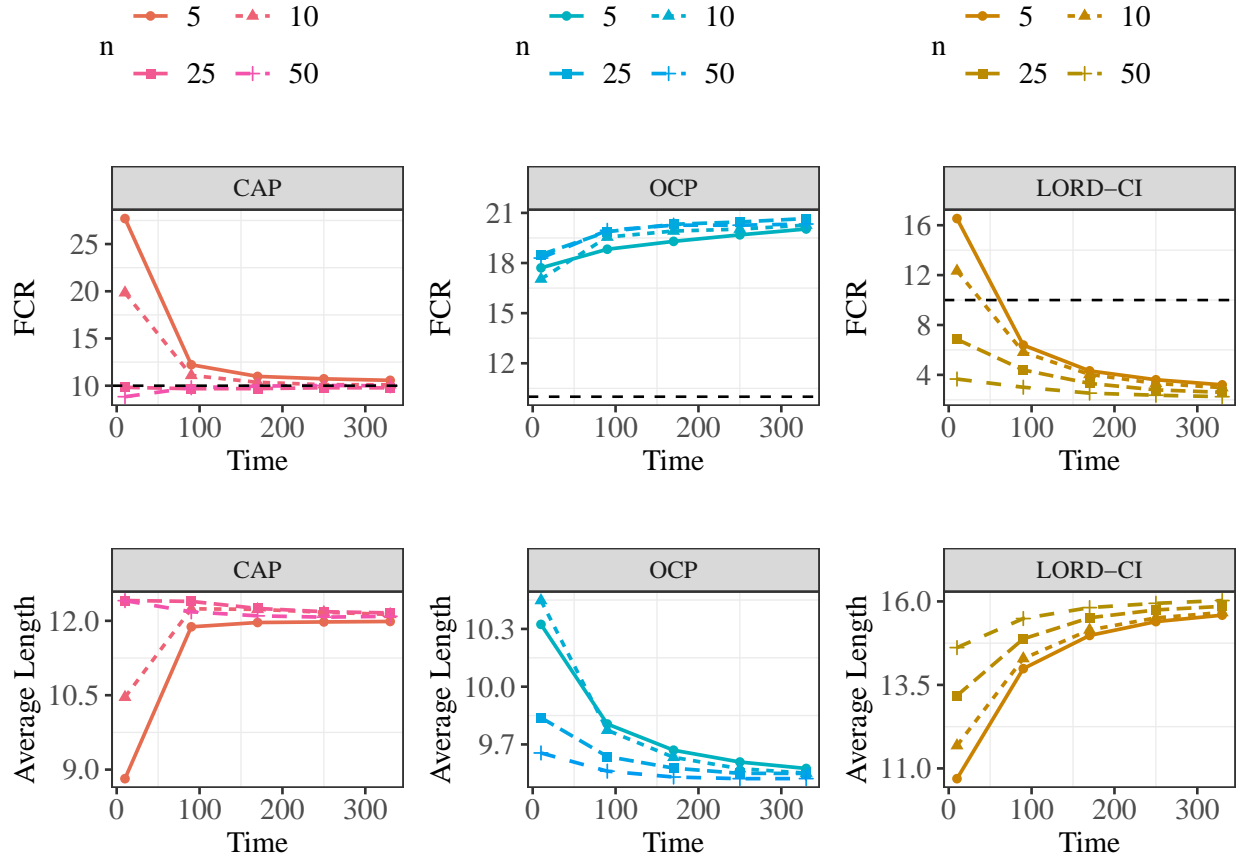 5 10 5 10 5 10
n n n
25 50 25 50 25 50
CAP OCP LORD−CI
FCR
25
20
15
10
0 100 200 300
Time
FCR
21
18
15
12
0 100 200 300
Time
FCR
16
12
8
4
0 100 200 300
Time
CAP OCP LORD−CI
Average Length
12.0
10.5
9.0
0 100 200 300
Time
Average Length
10.3
10.0
9.7
0 100 200 300
Time
Average Length
16.0
13.5
11.0
0 100 200 300
Time